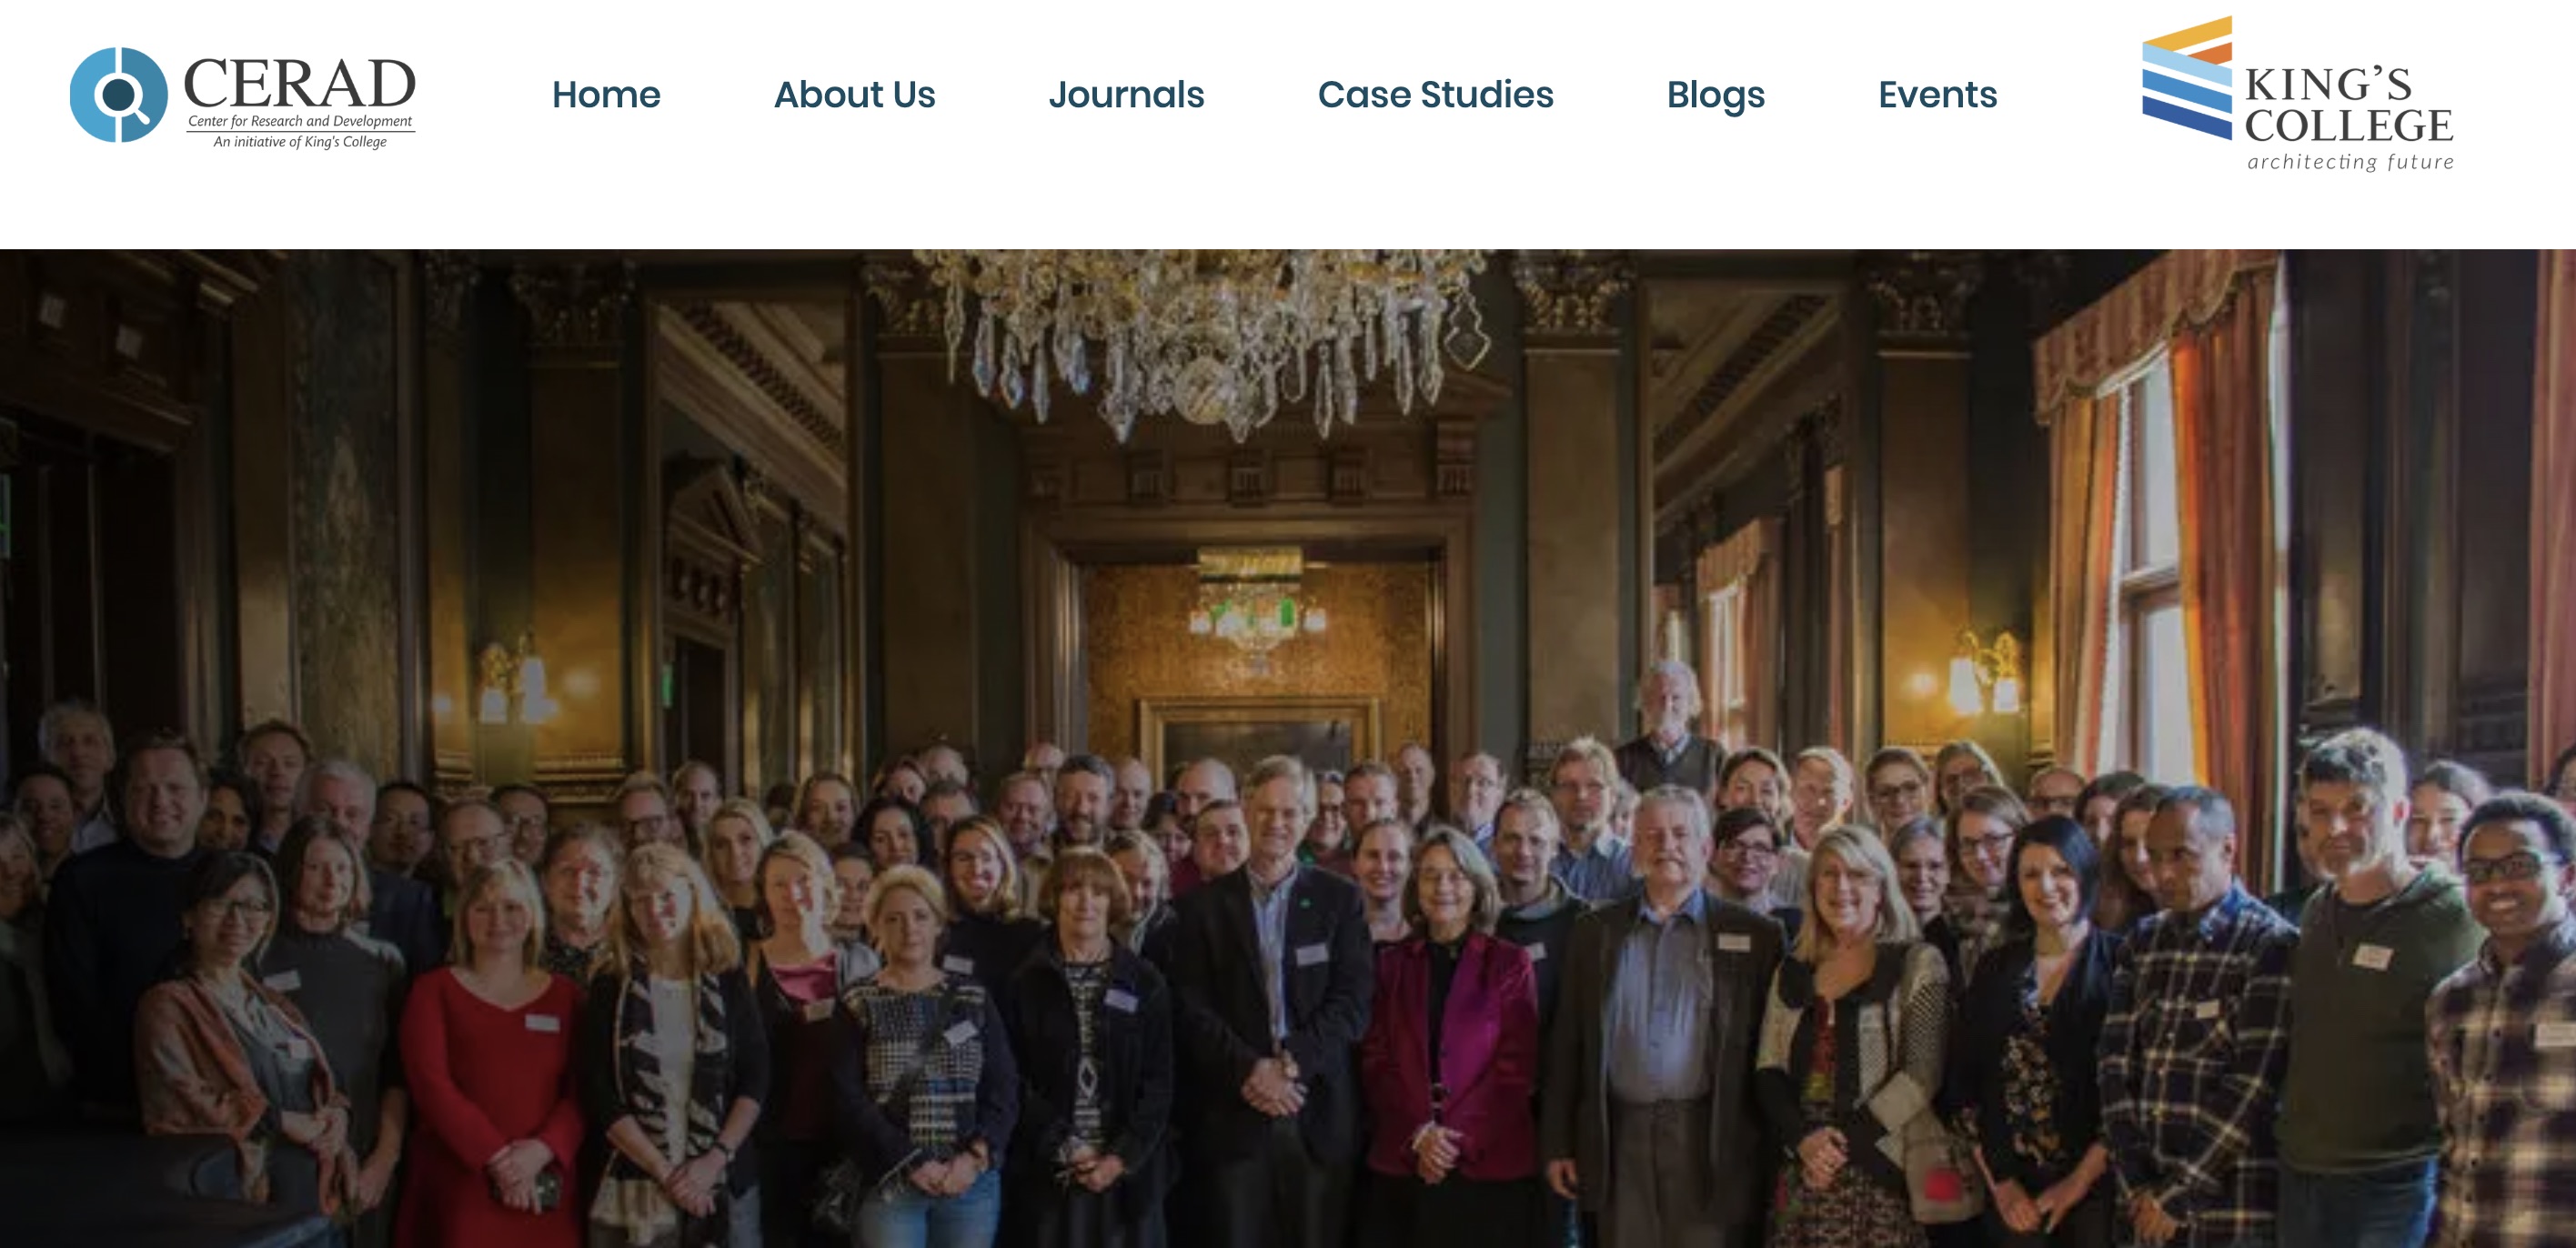 CERAD
Center for Research and Development
An initiative of King's College
Home
About Us
Journals
Case Studies
Blogs
Events
KING'S
COLLEGE
architecting future